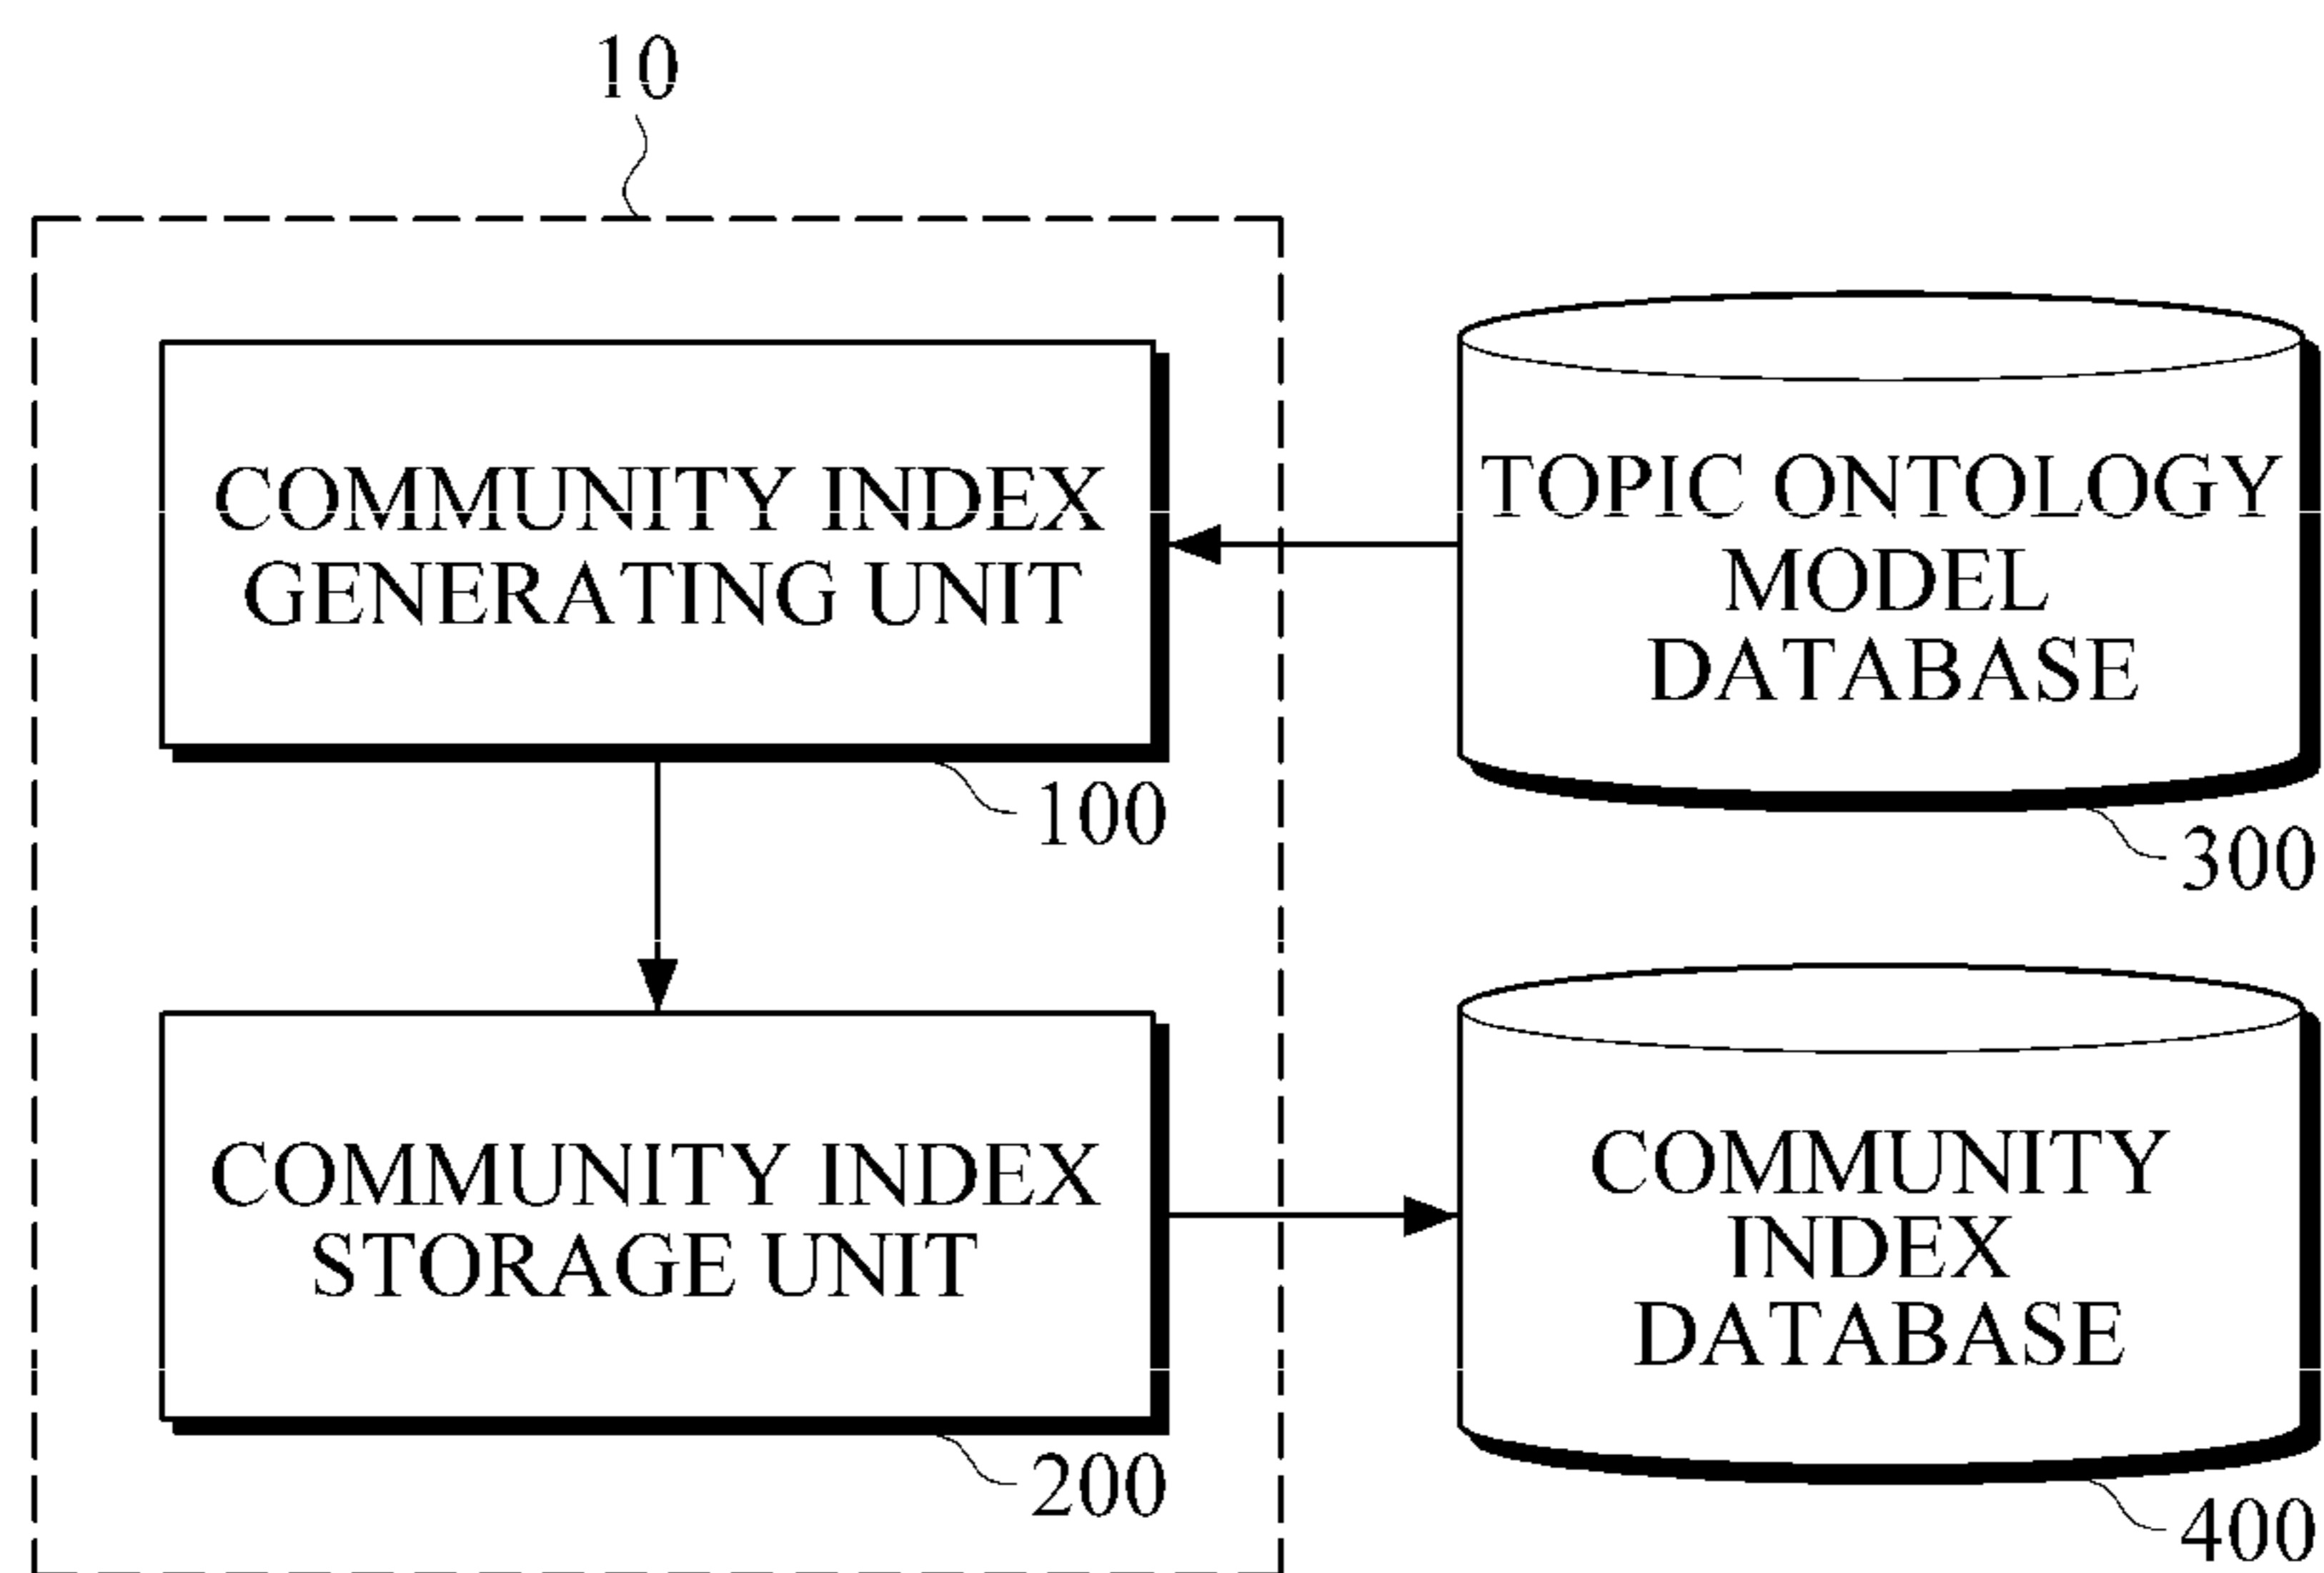 10
COMMUNITY INDEX
GENERATING UNIT
100
TOPIC ONTOLOGY
MODEL
DATABASE
300
COMMUNITY INDEX
STORAGE UNIT
200
COMMUNITY
INDEX
DATABASE
400